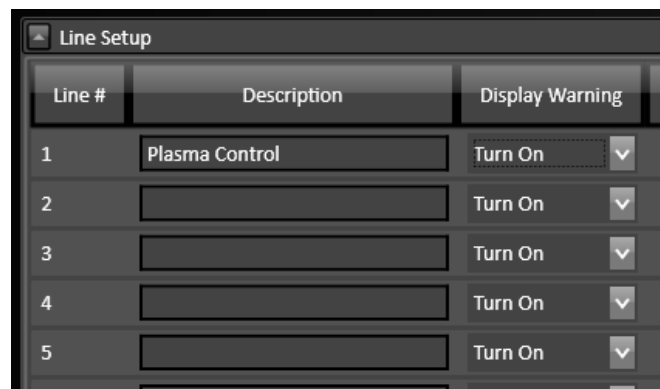 Line Setup
Line # Description Display Warning
1 Plasma Control Turn On
2 Turn On
3 Turn On
4 Turn On
5 Turn On